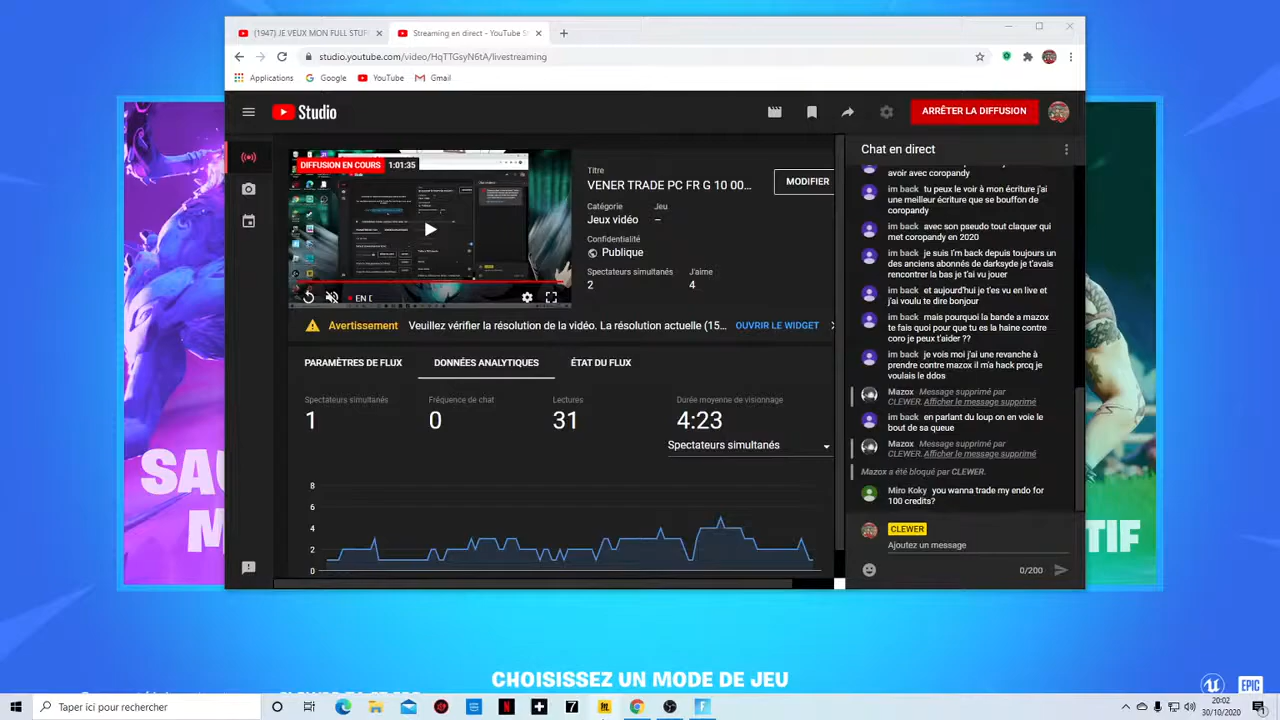 (1947) JE VEUX MON FULL STUF
Streaming en direct - YouTube S
studio.youtube.com/video/HqTTGsyN6tA/livestreaming
Applications
Google
YouTube
Gmail
Studio
ARRÊTER LA DIFFUSION
DIFFUSION EN COURS
1:01:35
EN D
Titre
VENER TRADE PC FR G 10 00...
MODIFIER
Catégorie
Jeu
Jeux vidéo
–
Confidentialité
Publique
Spectateurs simultanés
J'aime
2
4
Avertissement
Veuillez vérifier la résolution de la vidéo. La résolution actuelle (15...
OUVRIR LE WIDGET
PARAMÈTRES DE FLUX
DONNÉES ANALYTIQUES
ÉTAT DU FLUX
Spectateurs simultanés
Fréquence de chat
Lectures
Durée moyenne de visionnage
1
0
31
4:23
Spectateurs simultanés
8
6
4
2
0
Chat en direct
avoir avec coropandy
im back tu peux le voir à mon écriture j'ai
une meilleur écriture que se bouffon de
coropandy
im back avec son pseudo tout claquer qui
met coropandy en 2020
im back je suis I'm back depuis toujours un
des anciens abonnés de darksyde je t'avais
rencontrer la bas je t'ai vu jouer
im back et aujourd'hui je t'es vu en live et
j'ai voulu te dire bonjour
im back mais pourquoi la bande a mazox
te fais quoi pour que tu es la haine contre
coro je peux t'aider ??
im back je vois moi j'ai une revanche à
prendre contre mazox il m'a hack prcq je
voulais le ddos
Mazox Message supprimé par
CLEWER. Afficher le message supprimé
im back en parlant du loup on en voie le
bout de sa queue
Mazox Message supprimé par
CLEWER. Afficher le message supprimé
Mazox a été bloqué par CLEWER.
Miro Koky you wanna trade my endo for
100 credits?
CLEWER
Ajoutez un message
0/200
SAU
M
TIF
CHOISISSEZ UN MODE DE JEU
EPIC
Taper ici pour rechercher
20:02
30/10/2020